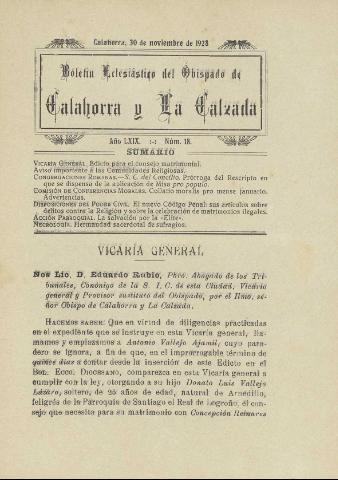 Calahorra, 30 de noviembre de 1928
Boletín Eclesiástico del Obispado de
Calahorra y La Calzada
Año LXIX. :-: Núm. 18.
SUMARIO
VICARÍA GENERAL. Edicto para el consejo matrimonial.
Aviso importante á las Comunidades Religiosas.
CONGREGACIONES ROMANAS.—S. C. del Concilio. Prórroga del Rescripto en
que se dispensa de la aplicación de Misa pro populo.
COMISIÓN DE CONFERENCIAS MORALES. Collatio moralis pro mense januario.
Advertencias.
DISPOSICIONES DEL PODER CIVIL. El nuevo Código Penal: sus artículos sobre
delitos contra la Religión y sobre la celebración de matrimonios ilegales.
ACCIÓN PARROQUIAL. La salvación por la «Elite».
NECROLOGÍA. Hermandad sacerdotal de sufragios.
VICARÍA GENERAL
Nos Lic. D. Eduardo Rubio, Pbro. Abogado de los Tri-
bunales, Canónigo de la S. I. C. de esta Ciudad, Vicario
general y Provisor sustituto del Obispado, por el Ilmo. se-
ñor Obispo de Calahorra y La Calzada.
HACEMOS SABER: Que en virtud de diligencias practicadas
en el expediente que se instruye en esta Vicaría general, lla-
mamos y emplazamos a Antonio Vallejo Ajamil, cuyo para-
dero se ignora, a fin de que, en el improrrogable término de
quince días a contar desde la inserción de este Edicto en el
BOL. ECCO. DIOCESANO, comparezca en esta Vicaría general a
cumplir con la ley, otorgando a su hijo Donato Luis Vallejo
Lázaro, soltero, de 25 años de edad, natural de Arnedillo,
feligrés de la Parroquia de Santiago el Real de Logroño, el con-
sejo que necesita para su matrimonio con Concepción Reinares